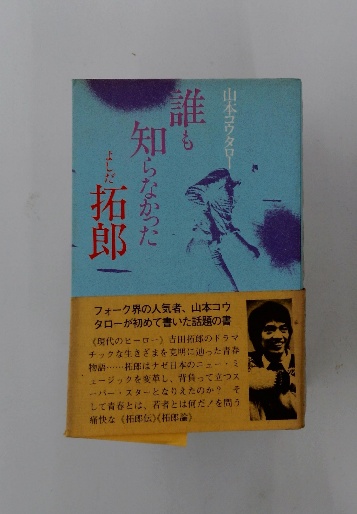 山本コウタロー
誰も
知らなかった
よしだ拓郎
フォーク界の人気者、山本コウ
タローが初めて書いた話題の書
《現代のヒーロー》吉田拓郎のドラマ
チックな生きざまを克明に辿った青春
物語……拓郎はナゼ日本のニュー・ミ
ュージックを変革し、背負って立つス
ーパー・スターとなりえたのか？ そ
して青春とは、若者とは何だ!を問う
痛快な《拓郎伝》《拓郎論》